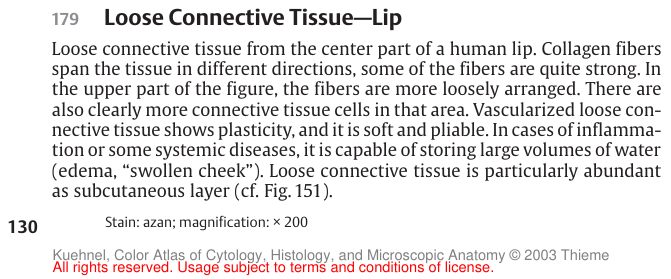 179 Loose Connective Tissue—Lip
Loose connective tissue from the center part of a human lip. Collagen fibers
span the tissue in different directions, some of the fibers are quite strong. In
the upper part of the figure, the fibers are more loosely arranged. There are
also clearly more connective tissue cells in that area. Vascularized loose con-
nective tissue shows plasticity, and it is soft and pliable. In cases of inflamma-
tion or some systemic diseases, it is capable of storing large volumes of water
(edema, “swollen cheek”). Loose connective tissue is particularly abundant
as subcutaneous layer (cf. Fig. 151).
130 Stain: azan; magnification: × 200
Kuehnel, Color Atlas of Cytology, Histology, and Microscopic Anatomy © 2003 Thieme
All rights reserved. Usage subject to terms and conditions of license.